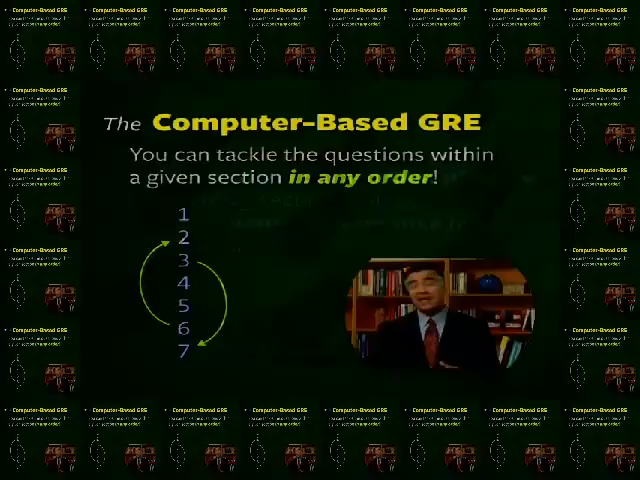 The Computer-Based GRE
You can tackle the questions within
a given section in any order!
1
2
3
4
5
6
7